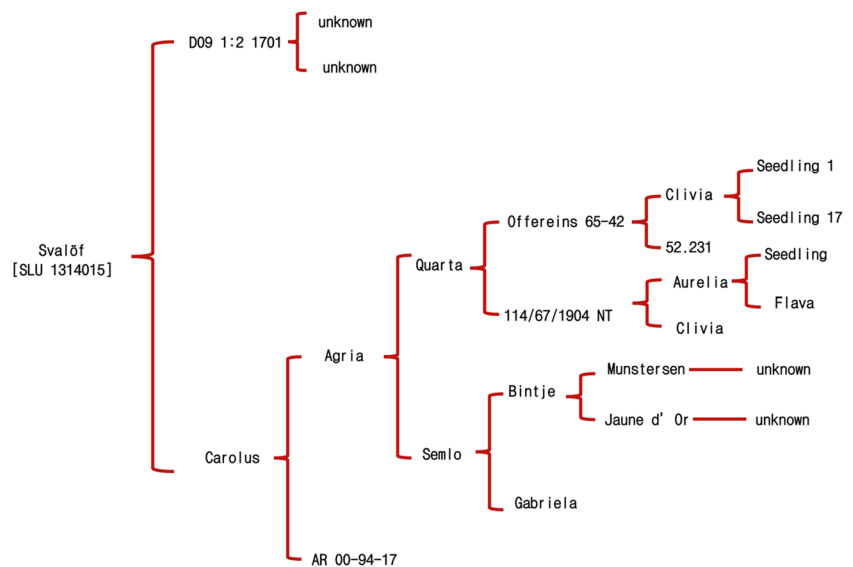 unknown
D09 1:2 1701
unknown
Seedling 1
Clivia
Seedling 17
Offereins 65-42
52.231
Svalöf
[SLU 1314015]
Quarta
Seedling
Aurelia
Flava
114/67/1904 NT
Clivia
Agria
Munstersen
unknown
Bintje
Jaune d' Or
unknown
Carolus
Semlo
Gabriela
AR 00-94-17